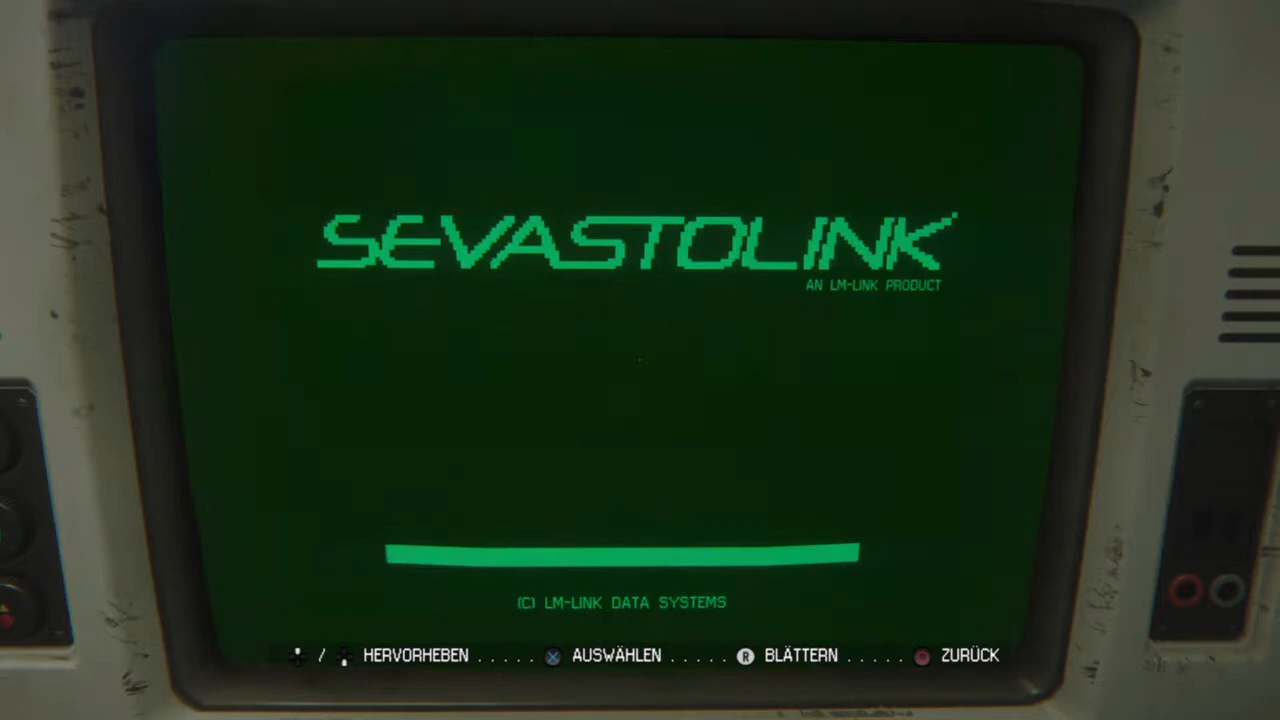 SEVASTOLINK
AN LM-LINK PRODUCT
(C) LM-LINK DATA SYSTEMS
/ HERVORHEBEN ..... AUSWÄHLEN ..... R BLÄTTERN ..... ZURÜCK